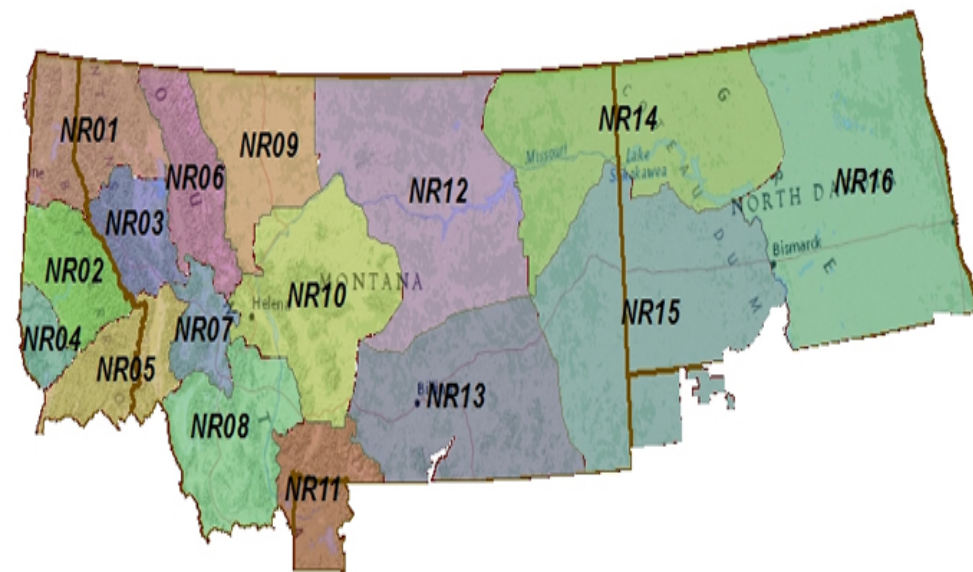 NR01
NR02
NR03
NR04
NR05
NR06
NR07
NR08
NR09
NR10
NR11
NR12
NR13
NR14
NR15
NR16
Missouri
Lake
Sakakawea
NORTH DA
Bismarck
MONTANA
Helena